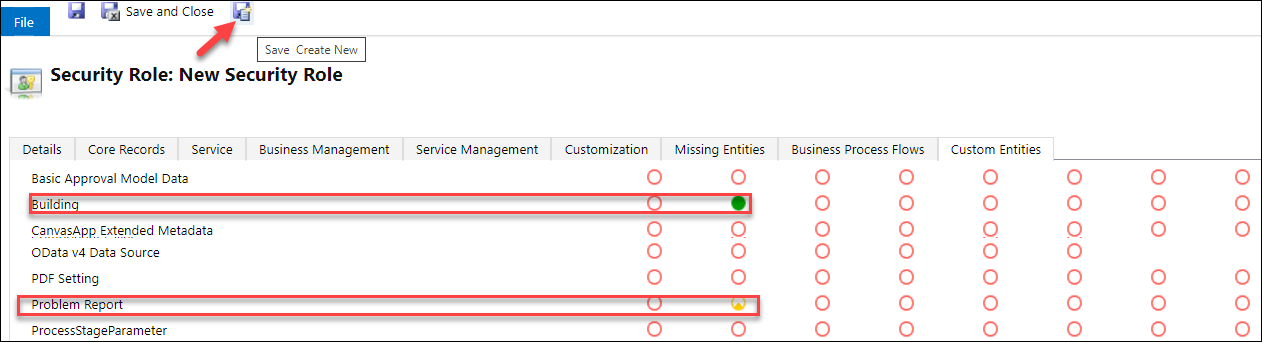 File Save and Close
Save Create New
Security Role: New Security Role
Details Core Records Service Business Management Service Management Customization Missing Entities Business Process Flows Custom Entities
Basic Approval Model Data
Building
CanvasApp Extended Metadata
OData v4 Data Source
PDF Setting
Problem Report
ProcessStageParameter